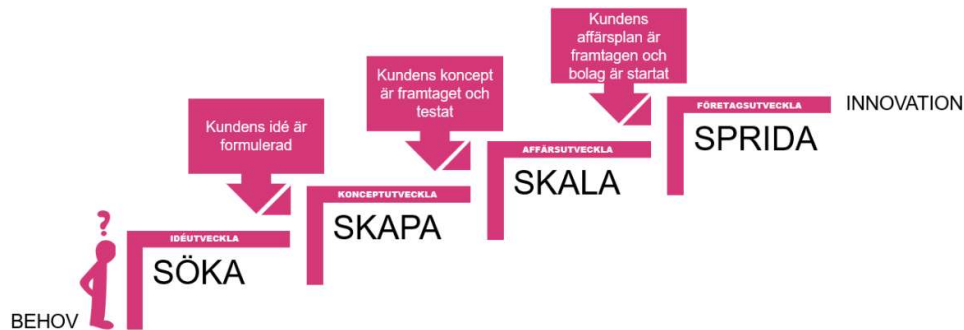 BEHOV
?
IDÉUTVECKLA
SÖKA
Kundens idé är
formulerad
KONCEPTUTVECKLA
SKAPA
Kundens koncept
är framtaget och
testat
AFFÄRSUTVECKLA
SKALA
Kundens
affärsplan är
framtagen och
bolag är startat
FÖRETAGSUTVECKLA
SPRIDA
INNOVATION